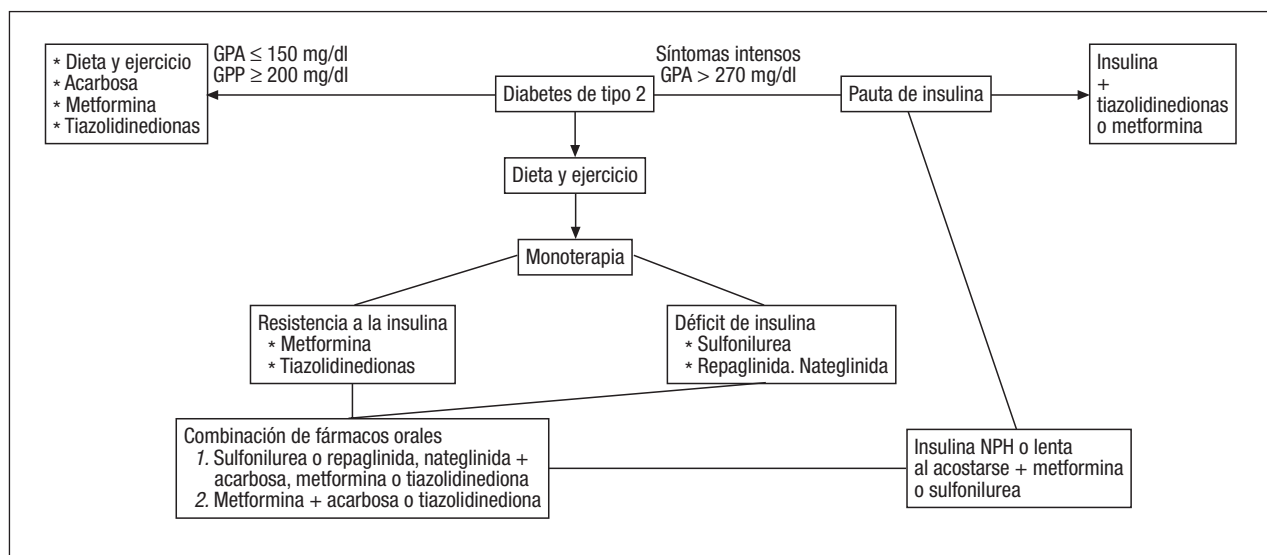 * Dieta y ejercicio
* Acarbosa
* Metformina
* Tiazolidinedionas
GPA ≤ 150 mg/dl
GPP ≥ 200 mg/dl
Diabetes de tipo 2
Síntomas intensos
GPA > 270 mg/dl
Pauta de insulina
Insulina
+
tiazolidinedionas
o metformina
Dieta y ejercicio
Monoterapia
Resistencia a la insulina
* Metformina
* Tiazolidinedionas
Déficit de insulina
* Sulfonilurea
* Repaglinida. Nateglinida
Combinación de fármacos orales
1. Sulfonilurea o repaglinida, nateglinida +
acarbosa, metformina o tiazolidinediona
2. Metformina + acarbosa o tiazolidinediona
Insulina NPH o lenta
al acostarse + metformina
o sulfonilurea